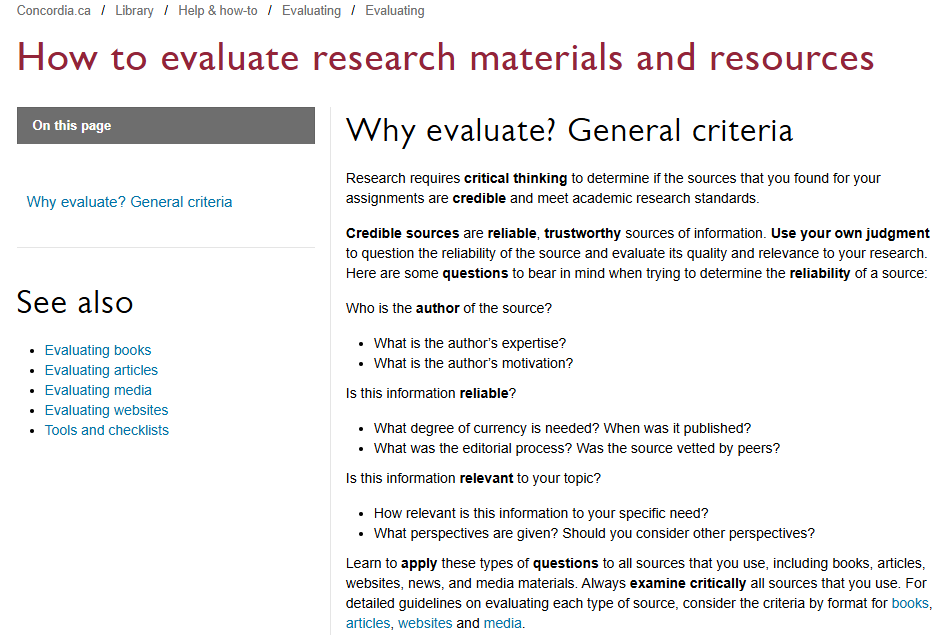 Concordia.ca / Library / Help & how-to / Evaluating / Evaluating
How to evaluate research materials and resources
On this page
Why evaluate? General criteria
See also
• Evaluating books
• Evaluating articles
• Evaluating media
• Evaluating websites
• Tools and checklists
Why evaluate? General criteria
Research requires critical thinking to determine if the sources that you found for your
assignments are credible and meet academic research standards.
Credible sources are reliable, trustworthy sources of information. Use your own judgment
to question the reliability of the source and evaluate its quality and relevance to your research.
Here are some questions to bear in mind when trying to determine the reliability of a source:
Who is the author of the source?
• What is the author’s expertise?
• What is the author’s motivation?
Is this information reliable?
• What degree of currency is needed? When was it published?
• What was the editorial process? Was the source vetted by peers?
Is this information relevant to your topic?
• How relevant is this information to your specific need?
• What perspectives are given? Should you consider other perspectives?
Learn to apply these types of questions to all sources that you use, including books, articles,
websites, news, and media materials. Always examine critically all sources that you use. For
detailed guidelines on evaluating each type of source, consider the criteria by format for books,
articles, websites and media.